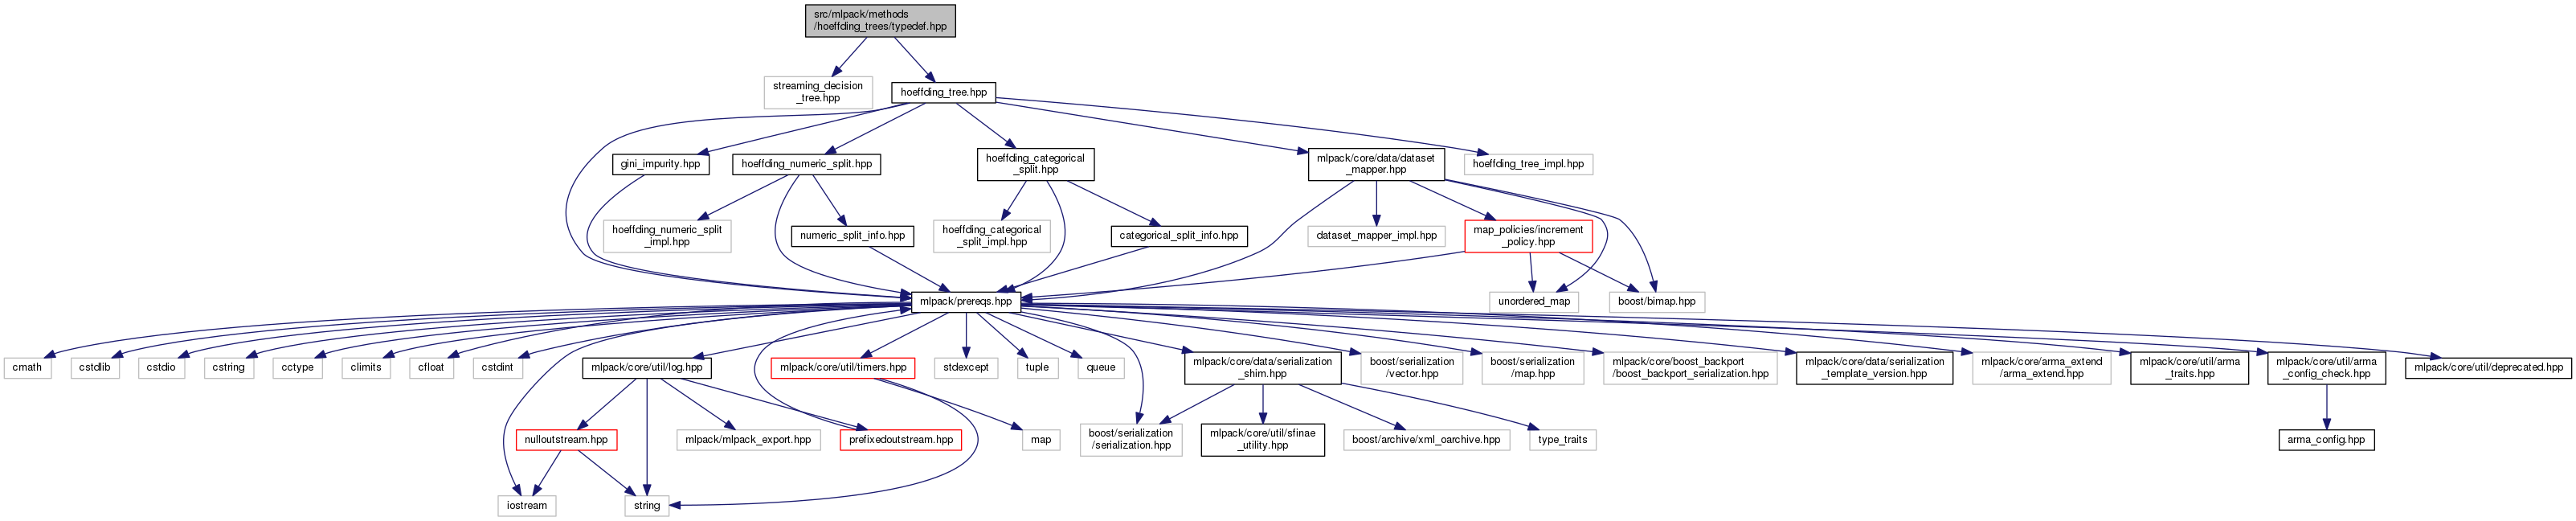 src/mlpack/methods
/hoeffding_trees/typedef.hpp
streaming_decision
_tree.hpp
hoeffding_tree.hpp
gini_impurity.hpp
hoeffding_numeric_split.hpp
hoeffding_categorical
_split.hpp
mlpack/core/data/dataset
_mapper.hpp
hoeffding_tree_impl.hpp
hoeffding_numeric_split
_impl.hpp
numeric_split_info.hpp
hoeffding_categorical
_split_impl.hpp
categorical_split_info.hpp
dataset_mapper_impl.hpp
map_policies/increment
_policy.hpp
mlpack/prereqs.hpp
unordered_map
boost/bimap.hpp
cmath
cstdlib
cstdio
cstring
cctype
climits
cfloat
cstdint
mlpack/core/util/log.hpp
mlpack/core/util/timers.hpp
stdexcept
tuple
queue
mlpack/core/data/serialization
_shim.hpp
boost/serialization
/vector.hpp
boost/serialization
/map.hpp
mlpack/core/boost_backport
/boost_backport_serialization.hpp
mlpack/core/data/serialization
_template_version.hpp
mlpack/core/arma_extend
/arma_extend.hpp
mlpack/core/util/arma
_traits.hpp
mlpack/core/util/arma
_config_check.hpp
mlpack/core/util/deprecated.hpp
nulloutstream.hpp
mlpack/mlpack_export.hpp
prefixedoutstream.hpp
map
boost/serialization
/serialization.hpp
mlpack/core/util/sfinae
_utility.hpp
boost/archive/xml_oarchive.hpp
type_traits
arma_config.hpp
iostream
string